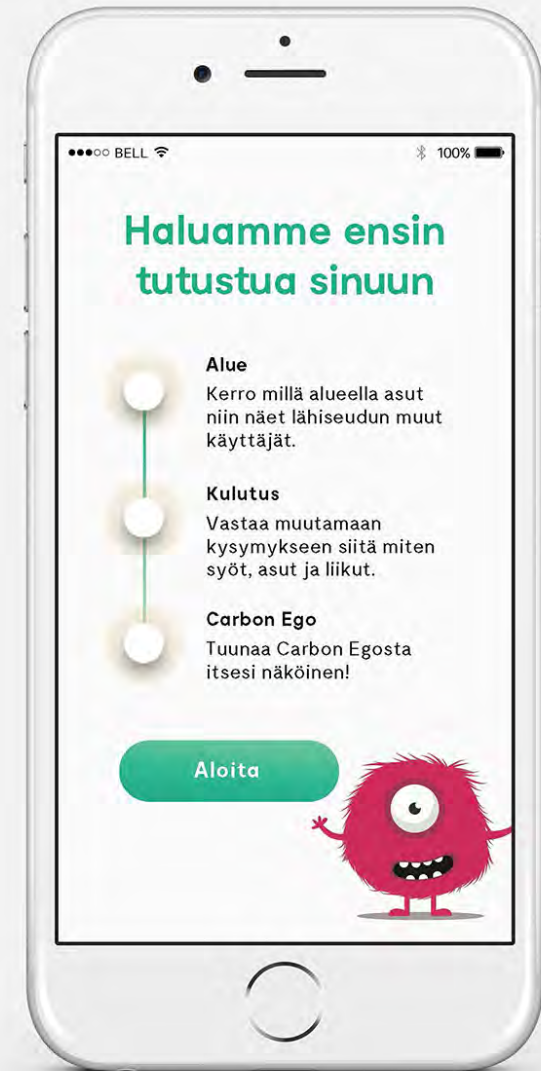 BELL 100%
Haluamme ensin
tutustua sinuun
Alue
Kerro millä alueella asut
niin näet lähiseudun muut
käyttäjät.
Kulutus
Vastaa muutamaan
kysymykseen siitä miten
syöt, asut ja liikut.
Carbon Ego
Tuunaa Carbon Egosta
itsesi näköinen!
Aloita